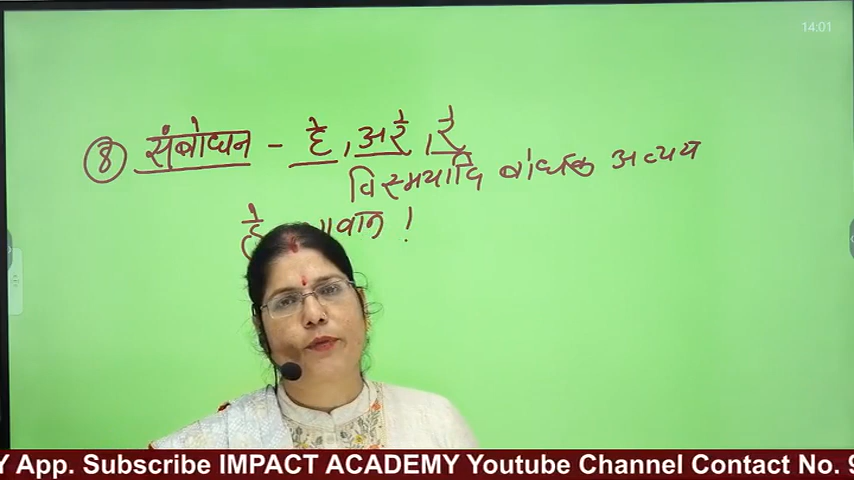 14:01
8 संबोधन - हे, अरे, रे
विस्मयादि बोधक अव्यय
हे !
Y App. Subscribe IMPACT ACADEMY Youtube Channel Contact No. 9